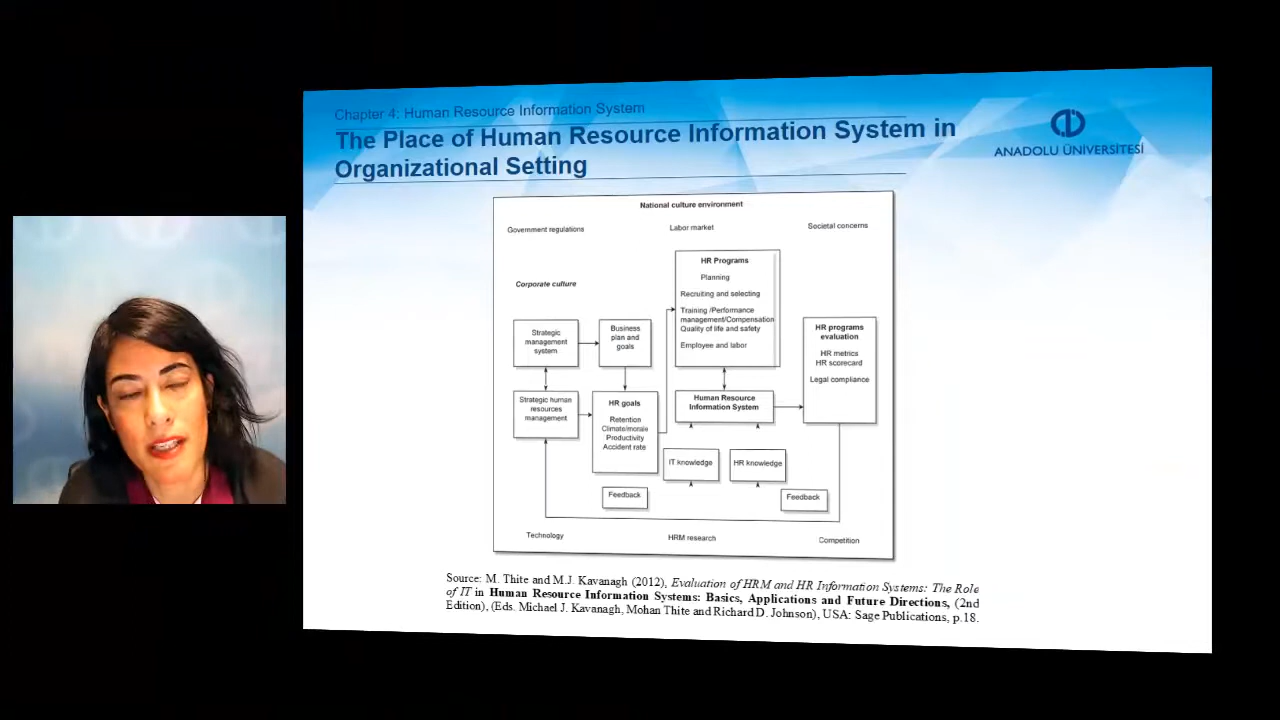 Chapter 4: Human Resource Information System
The Place of Human Resource Information System in
Organizational Setting
ANADOLU ÜNİVERSİTESİ
National culture environment
Government regulations
Labor market
Societal concerns
Corporate culture
HR Programs
Planning
Recruiting and selecting
Training /Performance
management/Compensation
Quality of life and safety
Employee and labor
Strategic
management
system
Business
plan and
goals
HR programs
evaluation
HR metrics
HR scorecard
Legal compliance
Strategic human
resources
management
HR goals
Retention
Climate/morale
Productivity
Accident rate
Human Resource
Information System
IT knowledge
HR knowledge
Feedback
Feedback
Technology
HRM research
Competition
Source: M. Thite and M.J. Kavanagh (2012), Evaluation of HRM and HR Information Systems: The Role
of IT in Human Resource Information Systems: Basics, Applications and Future Directions, (2nd
Edition), (Eds. Michael J. Kavanagh, Mohan Thite and Richard D. Johnson), USA: Sage Publications, p.18.